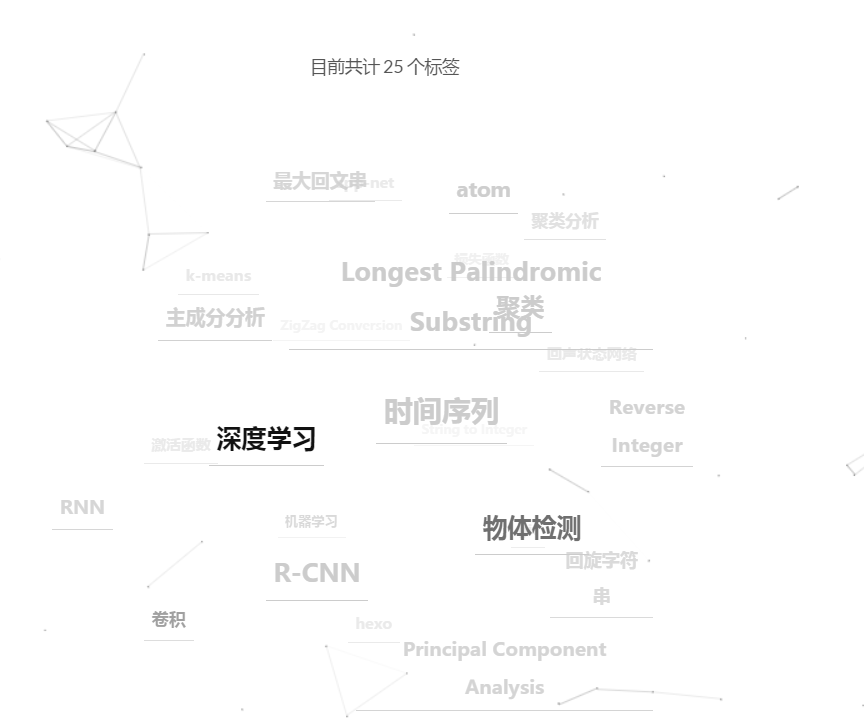 目前共计 25 个标签
最大回文串
atom
聚类分析
损失函数
Longest Palindromic
k-means
聚类
主成分分析
ZigZag Conversion
Substring
回声状态网络
时间序列
Reverse
String to Integer
深度学习
激活函数
Integer
RNN
机器学习
物体检测
回旋字符
R-CNN
串
卷积
hexo
Principal Component
Analysis